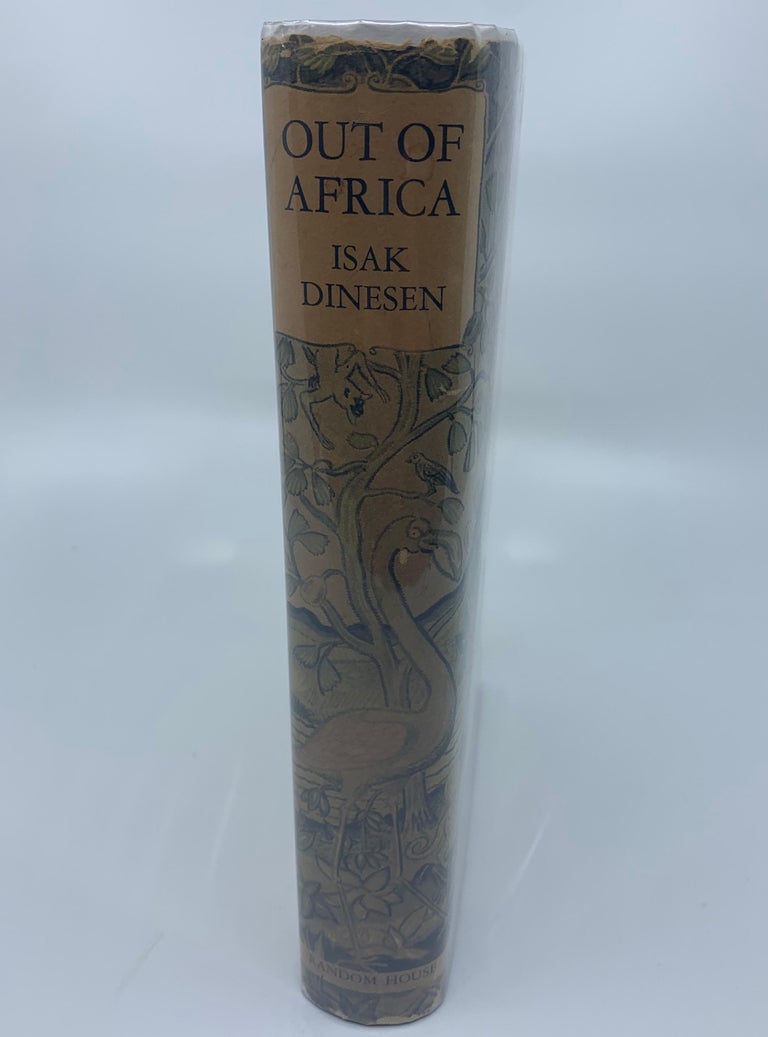 OUT OF
AFRICA
ISAK
DINESEN
RANDOM HOUSE